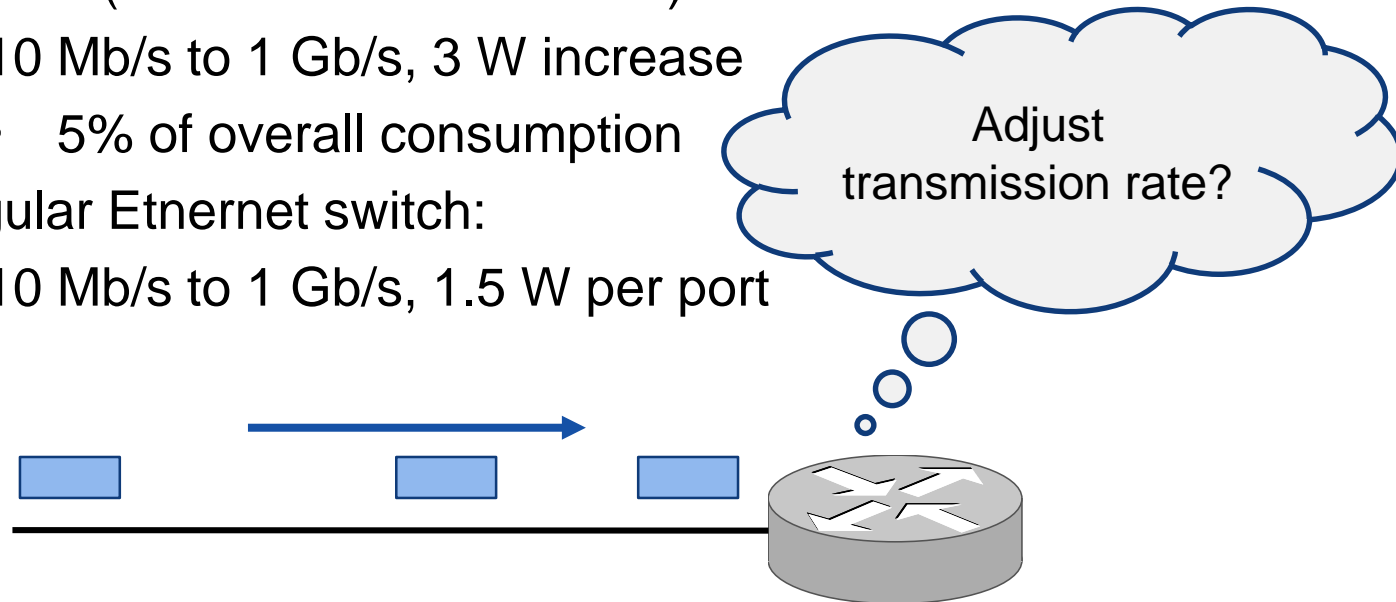 10 Mb/s to 1 Gb/s, 3 W increase
5% of overall consumption
gular Etnernet switch:
10 Mb/s to 1 Gb/s, 1.5 W per port
Adjust
transmission rate?